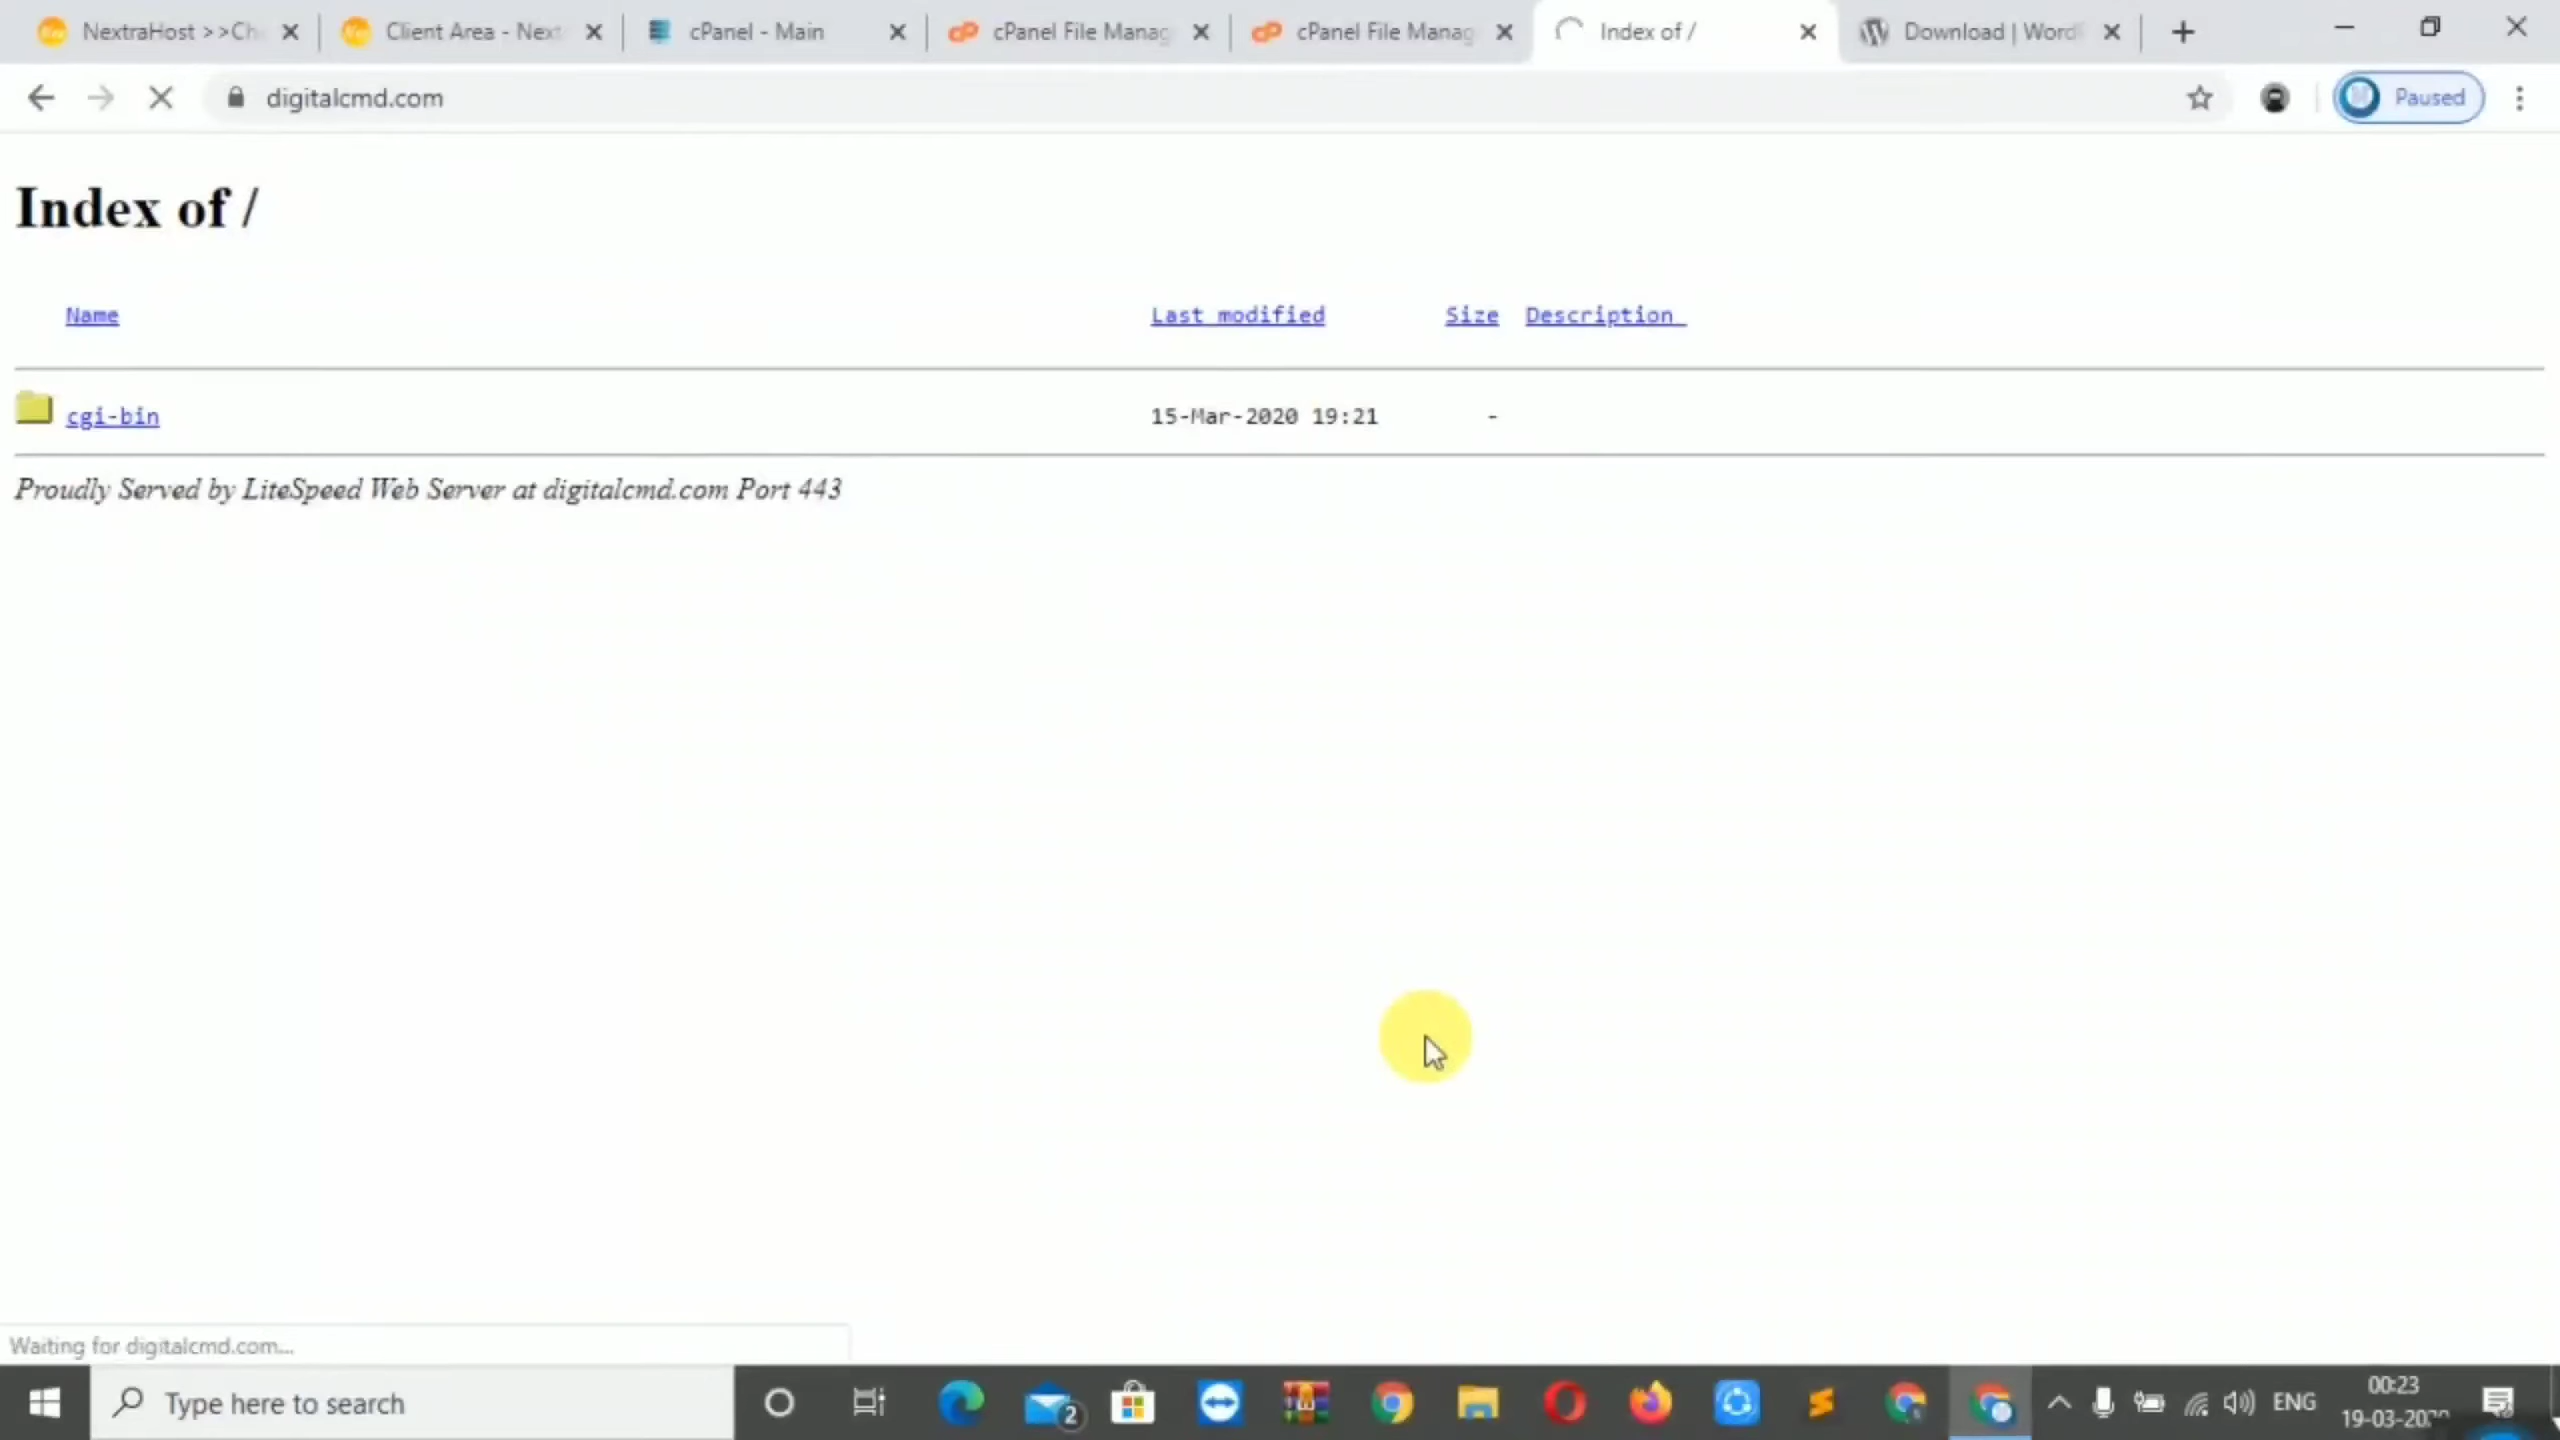 NextraHost >>Ch
Client Area - Next
cPanel - Main
cPanel File Manag
cPanel File Manag
Index of /
Download | Word
digitalcmd.com
Paused
Index of /
Name Last modified Size Description
cgi-bin 15-Mar-2020 19:21 -
Proudly Served by LiteSpeed Web Server at digitalcmd.com Port 443
Waiting for digitalcmd.com...
Type here to search
2
ENG
00:23